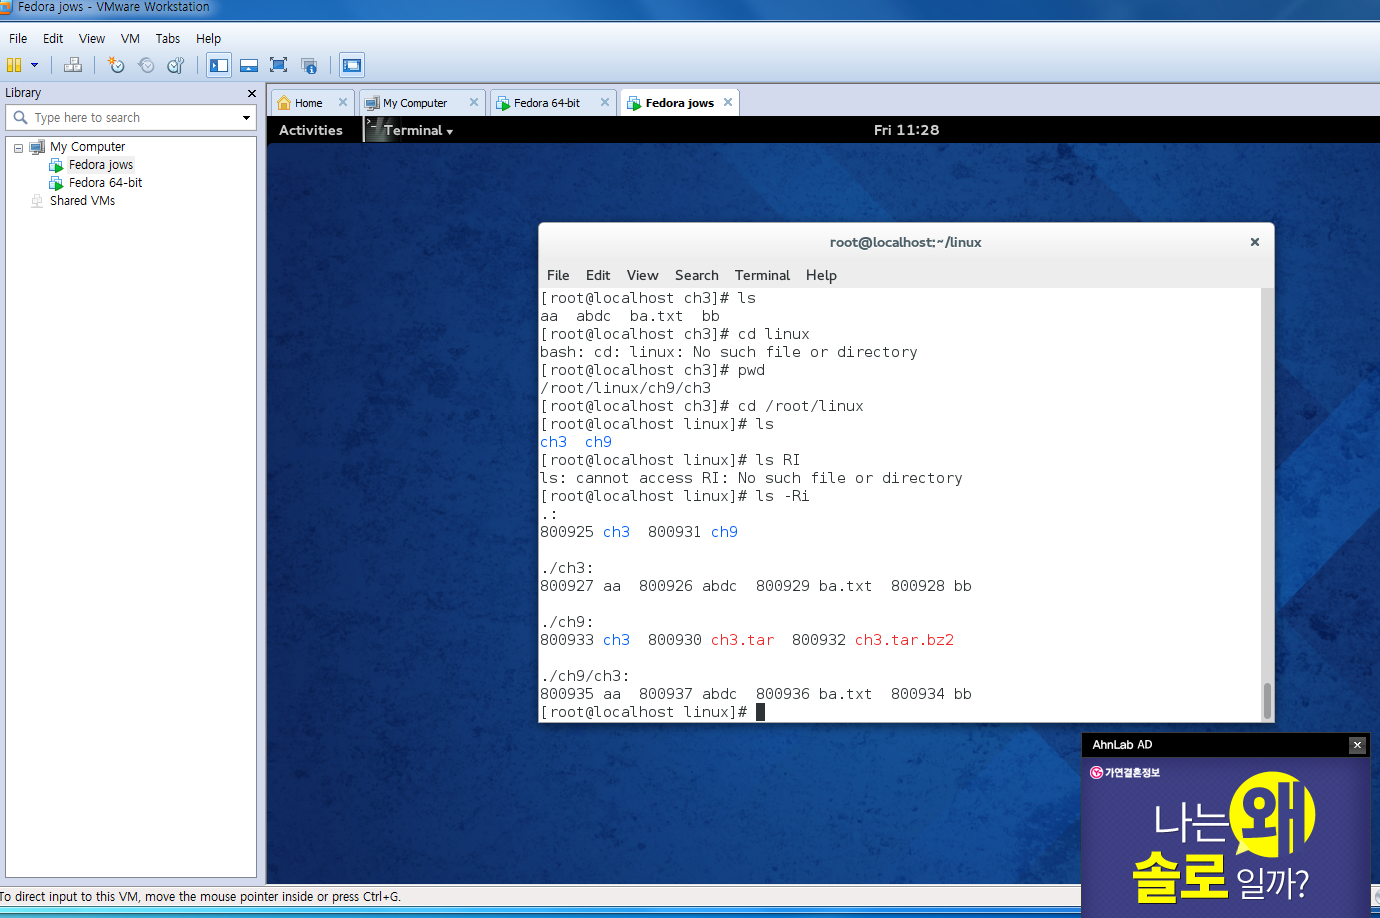 Fedora jows - VMware Workstation
File Edit View VM Tabs Help
Library
Type here to search
My Computer
Fedora jows
Fedora 64-bit
Shared VMs
Home
My Computer
Fedora 64-bit
Fedora jows
Activities
Terminal
Fri 11:28
root@localhost:~/linux
File Edit View Search Terminal Help
[root@localhost ch3]# ls
aa  abdc  ba.txt  bb
[root@localhost ch3]# cd linux
bash: cd: linux: No such file or directory
[root@localhost ch3]# pwd
/root/linux/ch9/ch3
[root@localhost ch3]# cd /root/linux
[root@localhost linux]# ls
ch3  ch9
[root@localhost linux]# ls RI
ls: cannot access RI: No such file or directory
[root@localhost linux]# ls -Ri
.:
800925 ch3  800931 ch9
./ch3:
800927 aa  800926 abdc  800929 ba.txt  800928 bb
./ch9:
800933 ch3  800930 ch3.tar  800932 ch3.tar.bz2
./ch9/ch3:
800935 aa  800937 abdc  800936 ba.txt  800934 bb
[root@localhost linux]#
AhnLab AD
가연결혼정보
나는 왜
솔로 일까?
To direct input to this VM, move the mouse pointer inside or press Ctrl+G.